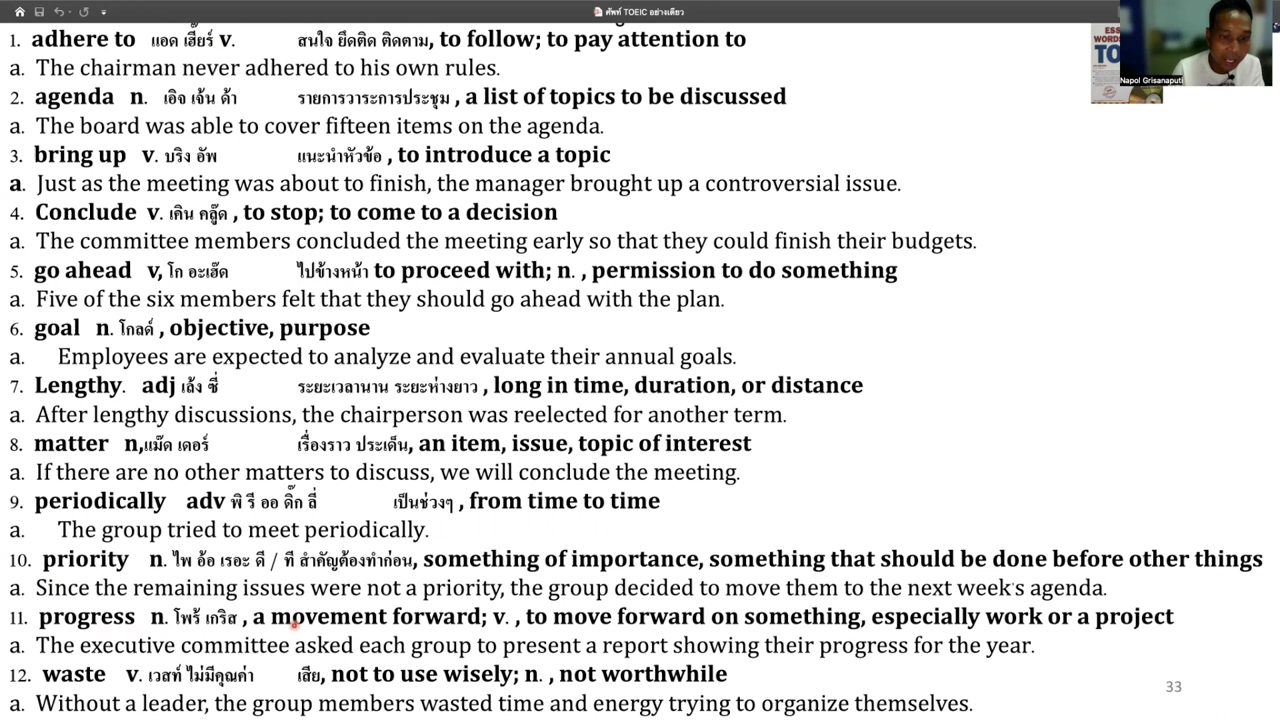 ศัพท์ TOEIC อย่างเดียว
1. adhere to แอด เฮี๊ยร์ v. สนใจ ยึดติด ติดตาม, to follow; to pay attention to
a. The chairman never adhered to his own rules.
2. agenda n. เอิจ เจ้น ด้า รายการวาระการประชุม , a list of topics to be discussed
a. The board was able to cover fifteen items on the agenda.
3. bring up v. บริง อัพ แนะนำหัวข้อ , to introduce a topic
a. Just as the meeting was about to finish, the manager brought up a controversial issue.
4. Conclude v. เคิน คลู๊ด , to stop; to come to a decision
a. The committee members concluded the meeting early so that they could finish their budgets.
5. go ahead v, โก อะเฮ๊ด ไปข้างหน้า to proceed with; n. , permission to do something
a. Five of the six members felt that they should go ahead with the plan.
6. goal n. โกลด์ , objective, purpose
a. Employees are expected to analyze and evaluate their annual goals.
7. Lengthy. adj เล้ง ซี่ ระยะเวลานาน ระยะห่างยาว , long in time, duration, or distance
a. After lengthy discussions, the chairperson was reelected for another term.
8. matter n,แม๊ด เดอร์ เรื่องราว ประเด็น, an item, issue, topic of interest
a. If there are no other matters to discuss, we will conclude the meeting.
9. periodically adv พิ รี ออ ดิ๊ก ลี่ เป็นช่วงๆ , from time to time
a. The group tried to meet periodically.
10. priority n. ไพ อ้อ เรอะ ดี / ที สำคัญต้องทำก่อน, something of importance, something that should be done before other things
a. Since the remaining issues were not a priority, the group decided to move them to the next week's agenda.
11. progress n. โพร้ เกริส , a movement forward; v. , to move forward on something, especially work or a project
a. The executive committee asked each group to present a report showing their progress for the year.
12. waste v. เวสท์ ไม่มีคุณค่า เสีย, not to use wisely; n. , not worthwhile
a. Without a leader, the group members wasted time and energy trying to organize themselves.
33
ESS
WORDS
TO
Napol Grisanaputi